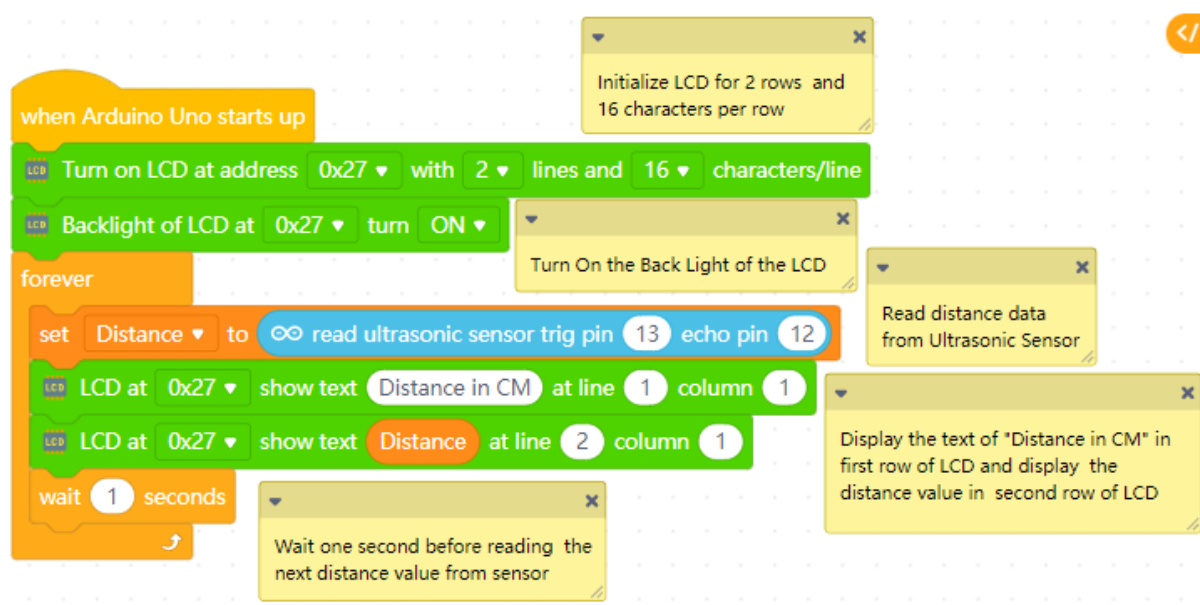 </
Initialize LCD for 2 rows and
16 characters per row
when Arduino Uno starts up
LCD Turn on LCD at address 0x27 with 2 lines and 16 characters/line
LCD Backlight of LCD at 0x27 turn ON
Turn On the Back Light of the LCD
forever
Read distance data
from Ultrasonic Sensor
set Distance to read ultrasonic sensor trig pin 13 echo pin 12
LCD LCD at 0x27 show text Distance in CM at line 1 column 1
LCD LCD at 0x27 show text Distance at line 2 column 1
Display the text of "Distance in CM" in
first row of LCD and display the
distance value in second row of LCD
wait 1 seconds
Wait one second before reading the
next distance value from sensor